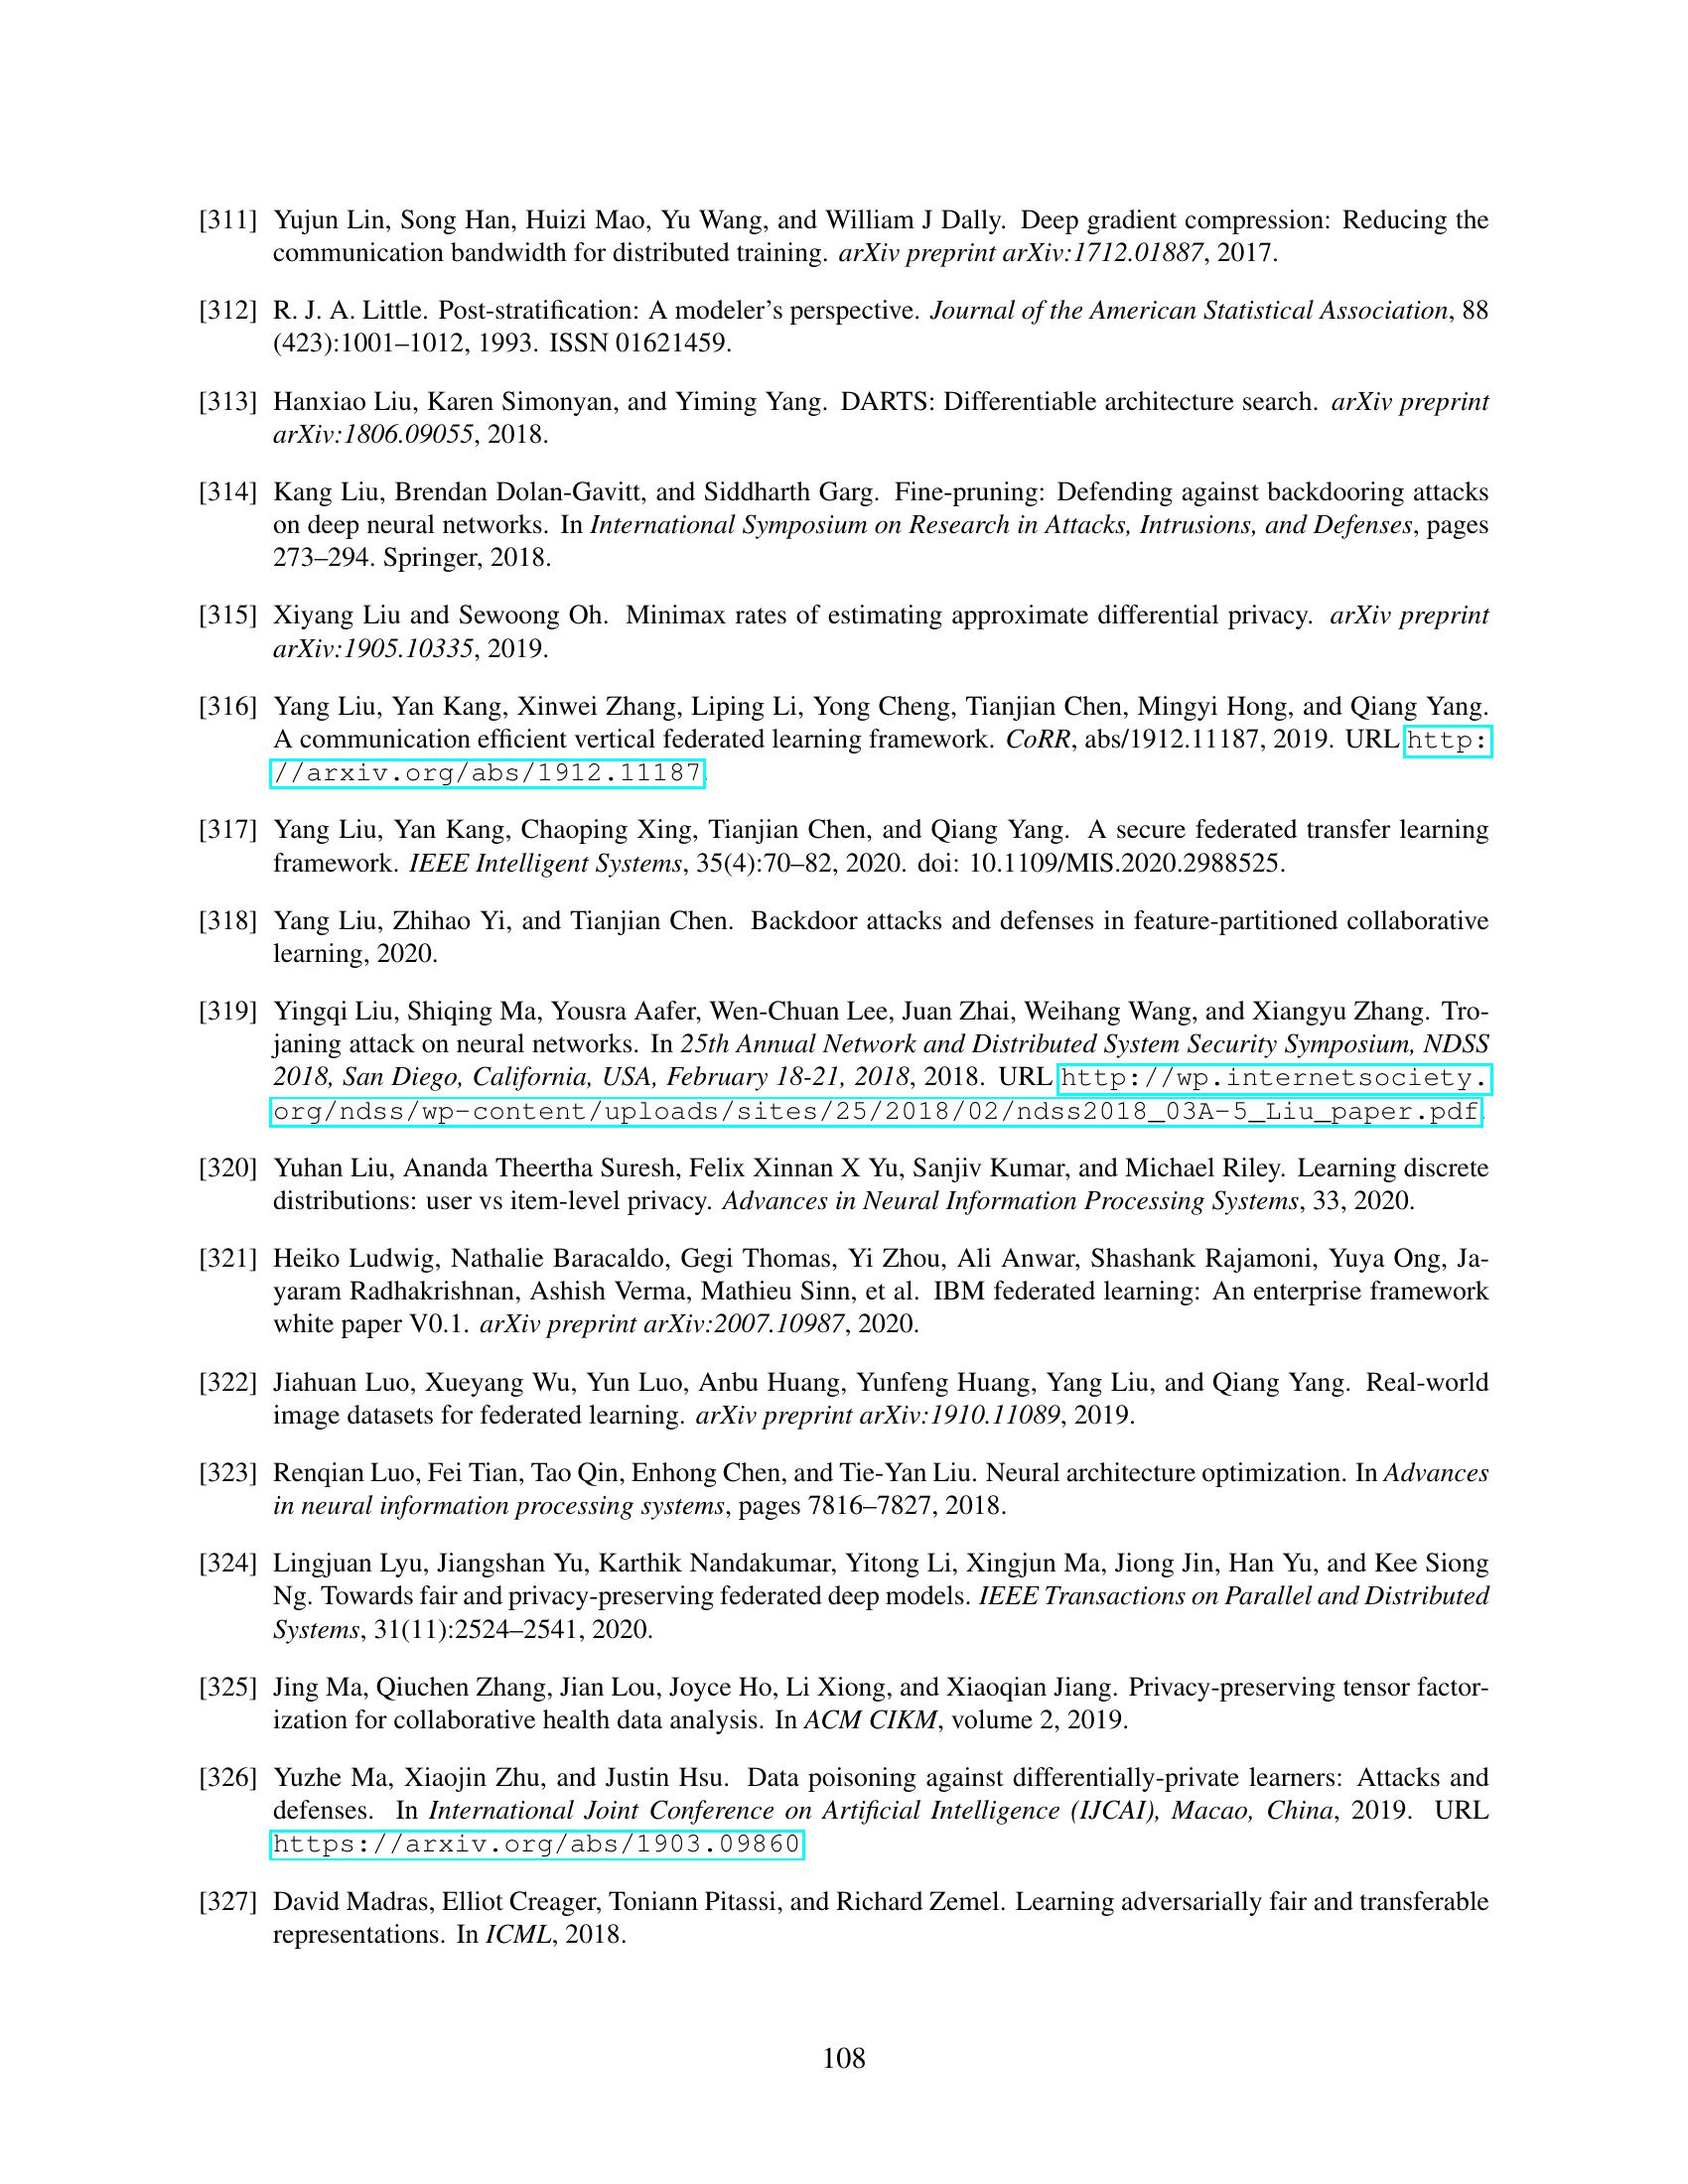 [311] Yujun Lin, Song Han, Huizi Mao, Yu Wang, and William J Dally. Deep gradient compression: Reducing the
communication bandwidth for distributed training. arXiv preprint arXiv:1712.01887, 2017.
[312] R. J. A. Little. Post-stratification: A modeler's perspective. Journal of the American Statistical Association, 88
(423):1001–1012, 1993. ISSN 01621459.
[313] Hanxiao Liu, Karen Simonyan, and Yiming Yang. DARTS: Differentiable architecture search. arXiv preprint
arXiv:1806.09055, 2018.
[314] Kang Liu, Brendan Dolan-Gavitt, and Siddharth Garg. Fine-pruning: Defending against backdooring attacks
on deep neural networks. In International Symposium on Research in Attacks, Intrusions, and Defenses, pages
273–294. Springer, 2018.
[315] Xiyang Liu and Sewoong Oh. Minimax rates of estimating approximate differential privacy. arXiv preprint
arXiv:1905.10335, 2019.
[316] Yang Liu, Yan Kang, Xinwei Zhang, Liping Li, Yong Cheng, Tianjian Chen, Mingyi Hong, and Qiang Yang.
A communication efficient vertical federated learning framework. CoRR, abs/1912.11187, 2019. URL http:
//arxiv.org/abs/1912.11187.
[317] Yang Liu, Yan Kang, Chaoping Xing, Tianjian Chen, and Qiang Yang. A secure federated transfer learning
framework. IEEE Intelligent Systems, 35(4):70–82, 2020. doi: 10.1109/MIS.2020.2988525.
[318] Yang Liu, Zhihao Yi, and Tianjian Chen. Backdoor attacks and defenses in feature-partitioned collaborative
learning, 2020.
[319] Yingqi Liu, Shiqing Ma, Yousra Aafer, Wen-Chuan Lee, Juan Zhai, Weihang Wang, and Xiangyu Zhang. Tro-
janing attack on neural networks. In 25th Annual Network and Distributed System Security Symposium, NDSS
2018, San Diego, California, USA, February 18-21, 2018, 2018. URL http://wp.internetsociety.
org/ndss/wp-content/uploads/sites/25/2018/02/ndss2018_03A-5_Liu_paper.pdf.
[320] Yuhan Liu, Ananda Theertha Suresh, Felix Xinnan X Yu, Sanjiv Kumar, and Michael Riley. Learning discrete
distributions: user vs item-level privacy. Advances in Neural Information Processing Systems, 33, 2020.
[321] Heiko Ludwig, Nathalie Baracaldo, Gegi Thomas, Yi Zhou, Ali Anwar, Shashank Rajamoni, Yuya Ong, Ja-
yaram Radhakrishnan, Ashish Verma, Mathieu Sinn, et al. IBM federated learning: An enterprise framework
white paper V0.1. arXiv preprint arXiv:2007.10987, 2020.
[322] Jiahuan Luo, Xueyang Wu, Yun Luo, Anbu Huang, Yunfeng Huang, Yang Liu, and Qiang Yang. Real-world
image datasets for federated learning. arXiv preprint arXiv:1910.11089, 2019.
[323] Renqian Luo, Fei Tian, Tao Qin, Enhong Chen, and Tie-Yan Liu. Neural architecture optimization. In Advances
in neural information processing systems, pages 7816–7827, 2018.
[324] Lingjuan Lyu, Jiangshan Yu, Karthik Nandakumar, Yitong Li, Xingjun Ma, Jiong Jin, Han Yu, and Kee Siong
Ng. Towards fair and privacy-preserving federated deep models. IEEE Transactions on Parallel and Distributed
Systems, 31(11):2524–2541, 2020.
[325] Jing Ma, Qiuchen Zhang, Jian Lou, Joyce Ho, Li Xiong, and Xiaoqian Jiang. Privacy-preserving tensor factor-
ization for collaborative health data analysis. In ACM CIKM, volume 2, 2019.
[326] Yuzhe Ma, Xiaojin Zhu, and Justin Hsu. Data poisoning against differentially-private learners: Attacks and
defenses. In International Joint Conference on Artificial Intelligence (IJCAI), Macao, China, 2019. URL
https://arxiv.org/abs/1903.09860
[327] David Madras, Elliot Creager, Toniann Pitassi, and Richard Zemel. Learning adversarially fair and transferable
representations. In ICML, 2018.
108